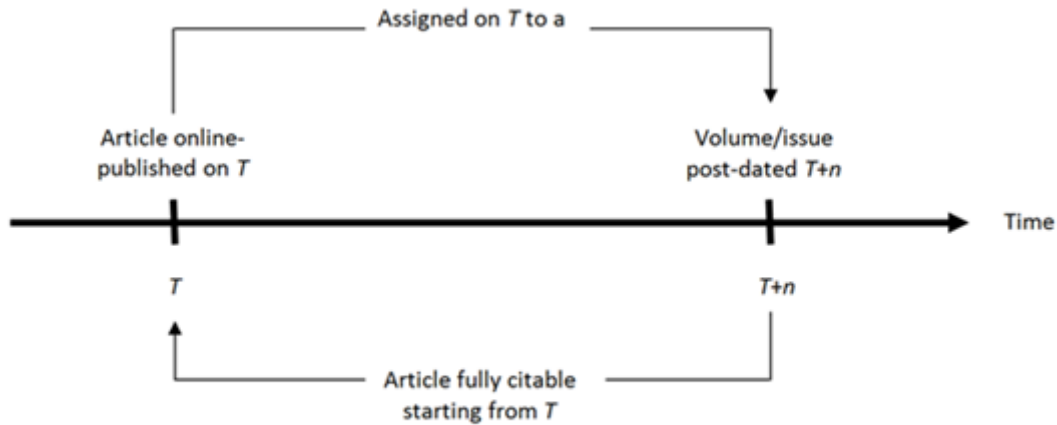 Assigned on T to a
Article online-
published on T
Volume/issue
post-dated T+n
Time
T
T+n
Article fully citable
starting from T